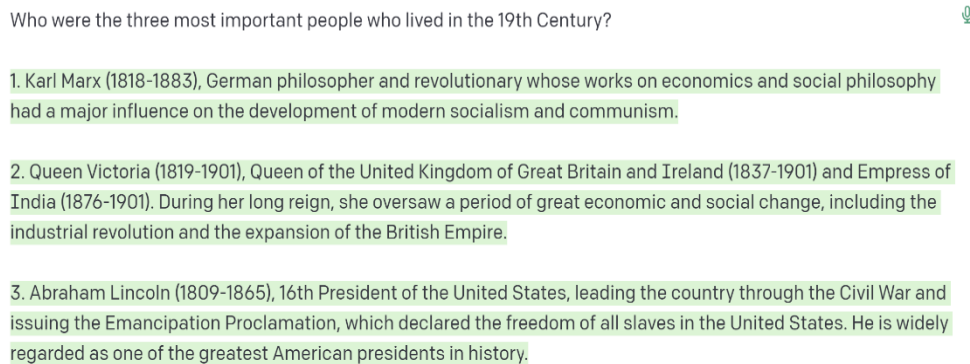 Who were the three most important people who lived in the 19th Century?
1. Karl Marx (1818-1883), German philosopher and revolutionary whose works on economics and social philosophy
had a major influence on the development of modern socialism and communism.
2. Queen Victoria (1819-1901), Queen of the United Kingdom of Great Britain and Ireland (1837-1901) and Empress of
India (1876-1901). During her long reign, she oversaw a period of great economic and social change, including the
industrial revolution and the expansion of the British Empire.
3. Abraham Lincoln (1809-1865), 16th President of the United States, leading the country through the Civil War and
issuing the Emancipation Proclamation, which declared the freedom of all slaves in the United States. He is widely
regarded as one of the greatest American presidents in history.